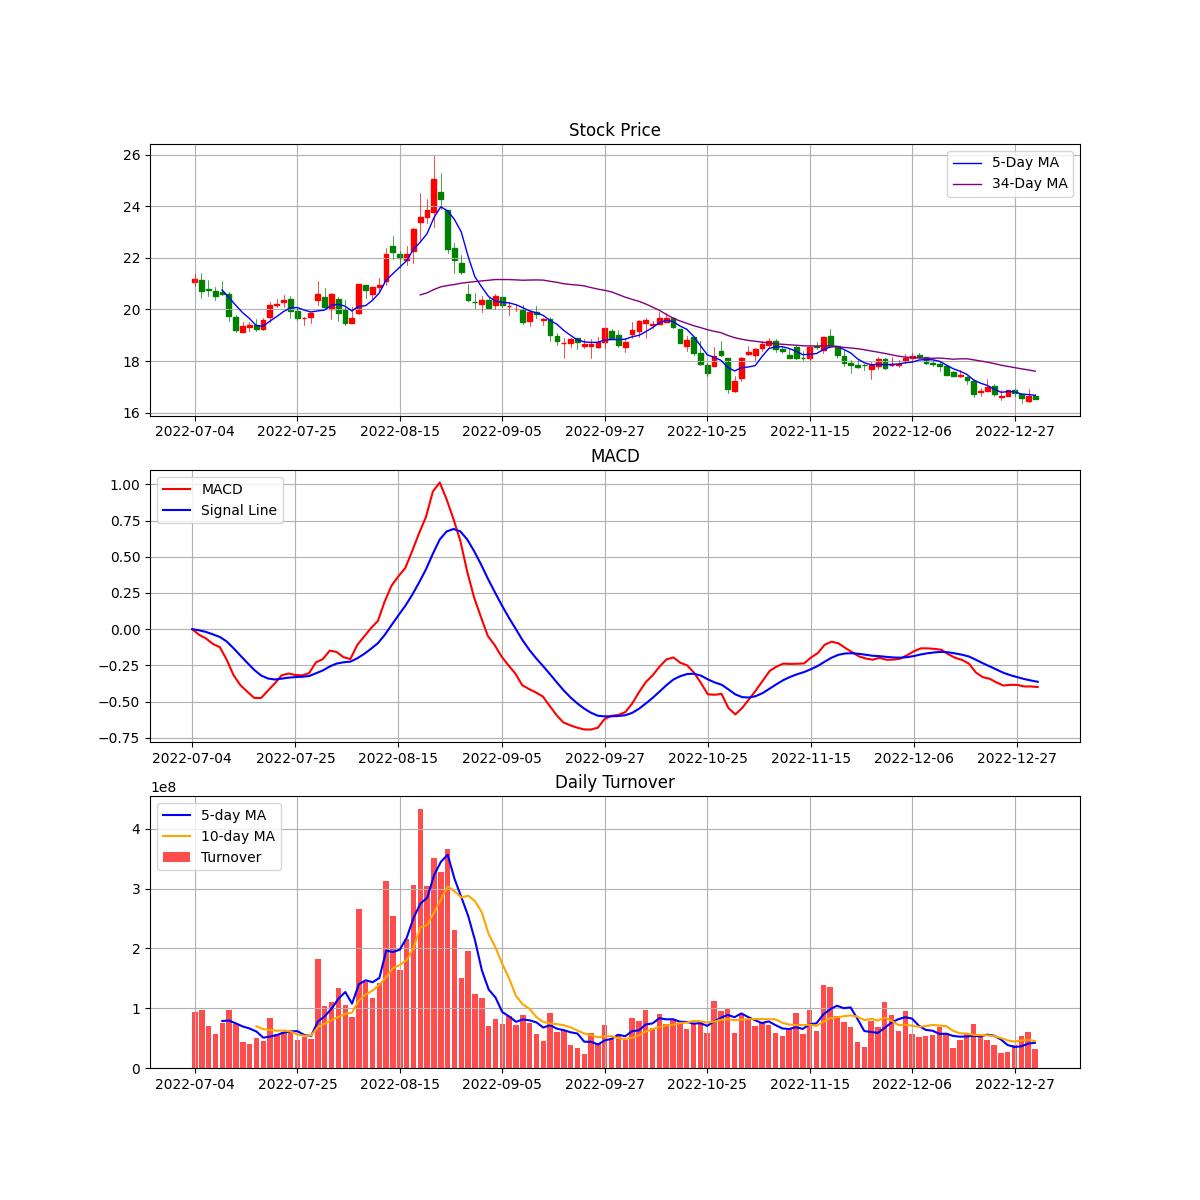 Stock Price
26
24
22
20
18
16
5-Day MA
34-Day MA
2022-07-04 2022-07-25 2022-08-15 2022-09-05 2022-09-27 2022-10-25 2022-11-15 2022-12-06 2022-12-27
MACD
1.00
0.75
0.50
0.25
0.00
−0.25
−0.50
−0.75
MACD
Signal Line
2022-07-04 2022-07-25 2022-08-15 2022-09-05 2022-09-27 2022-10-25 2022-11-15 2022-12-06 2022-12-27
Daily Turnover
1e8
4
3
2
1
0
5-day MA
10-day MA
Turnover
2022-07-04 2022-07-25 2022-08-15 2022-09-05 2022-09-27 2022-10-25 2022-11-15 2022-12-06 2022-12-27